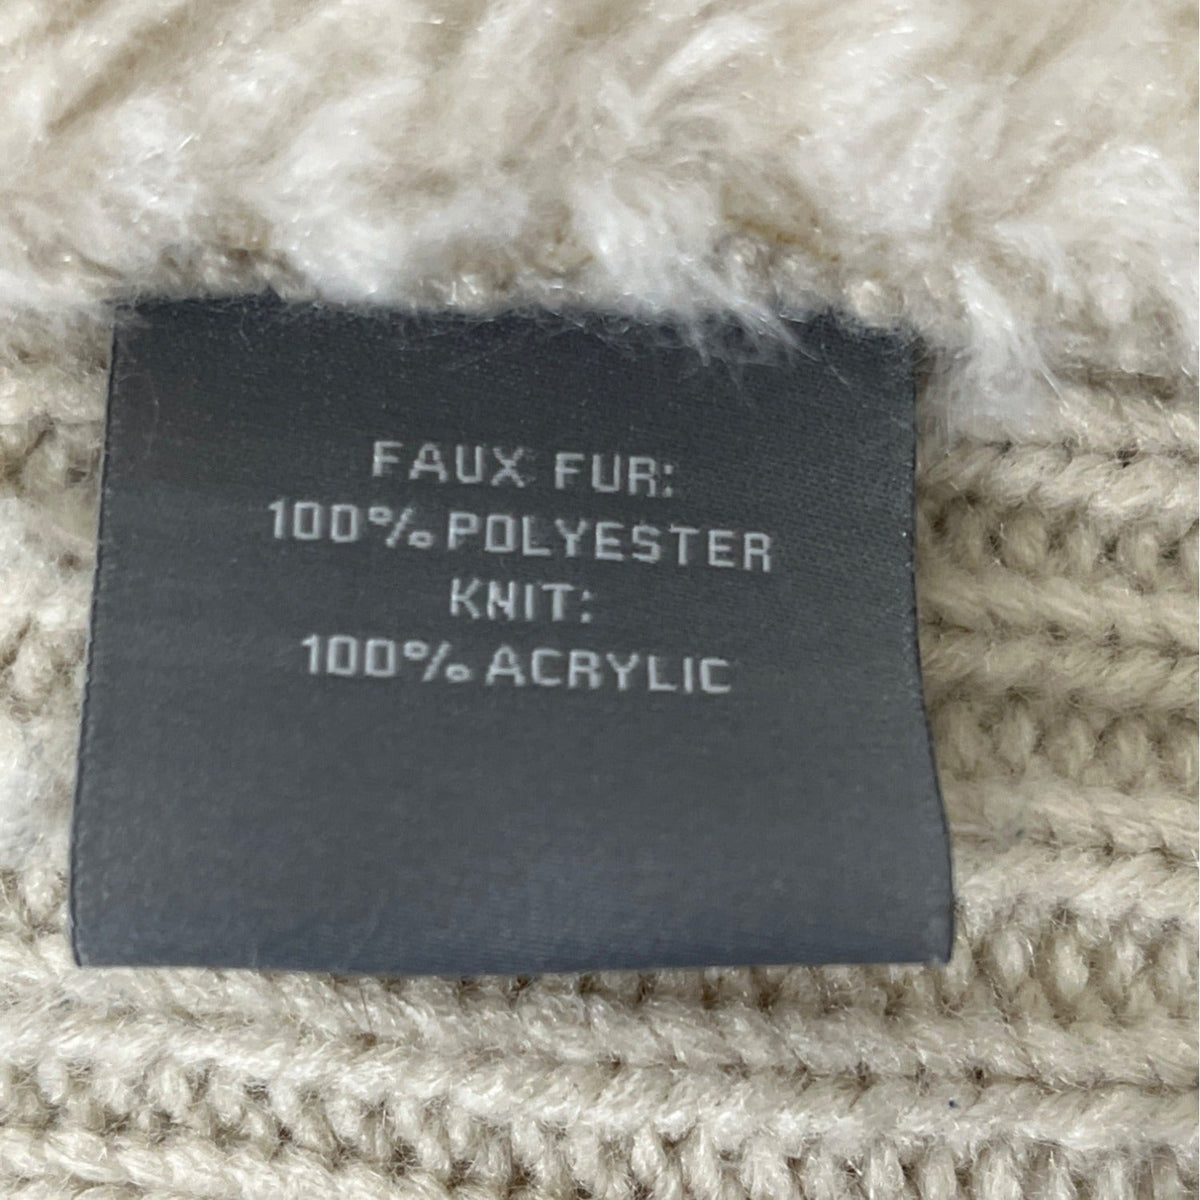 FAUX FUR:
100% POLYESTER
KNIT:
100% ACRYLIC